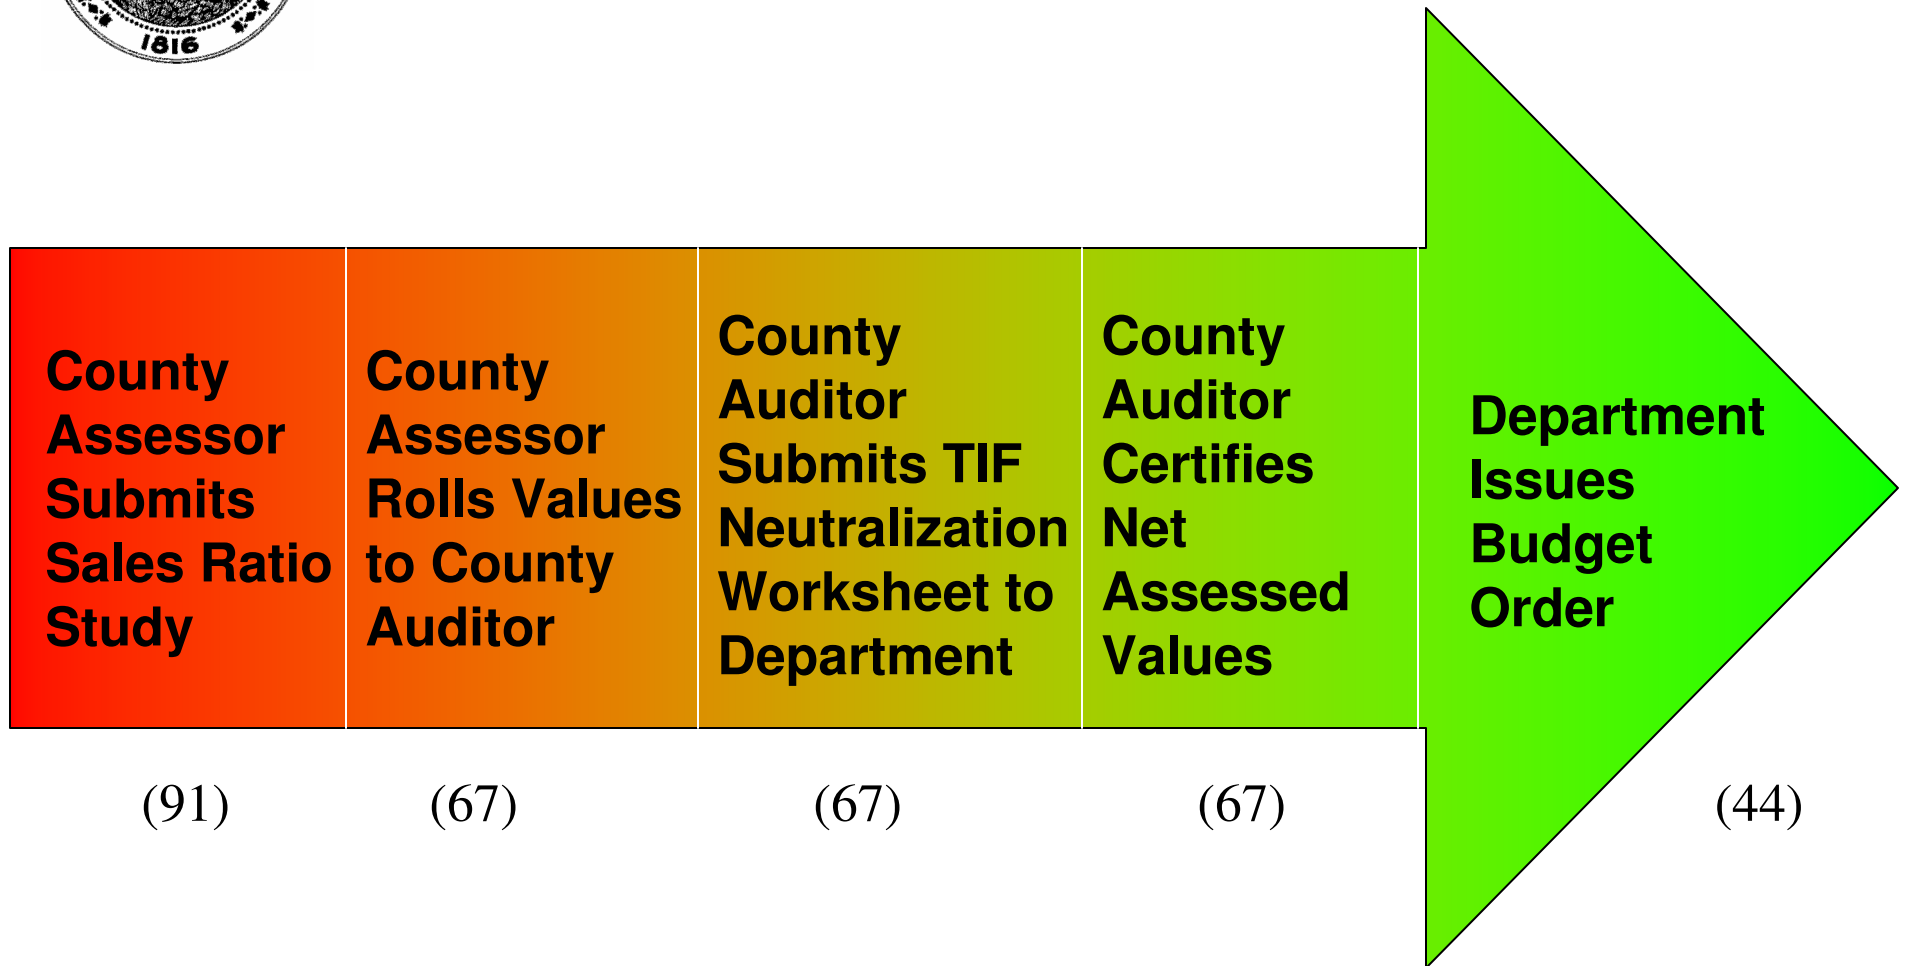 1816
County
Assessor
Submits
Sales Ratio
Study
County
Assessor
Rolls Values
to County
Auditor
County
Auditor
Submits TIF
Neutralization
Worksheet to
Department
County
Auditor
Certifies
Net
Assessed
Values
Department
Issues
Budget
Order
(91)
(67)
(67)
(67)
(44)